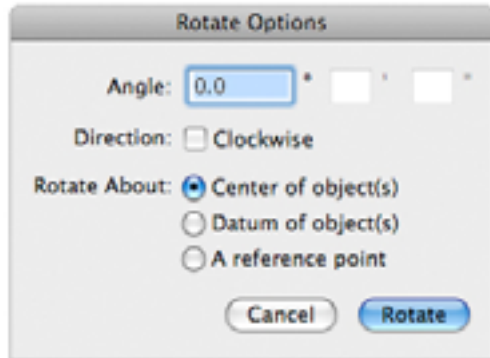 Rotate Options
Angle: 0.0 ° ' "
Direction: Clockwise
Rotate About: Center of object(s)
Datum of object(s)
A reference point
Cancel Rotate